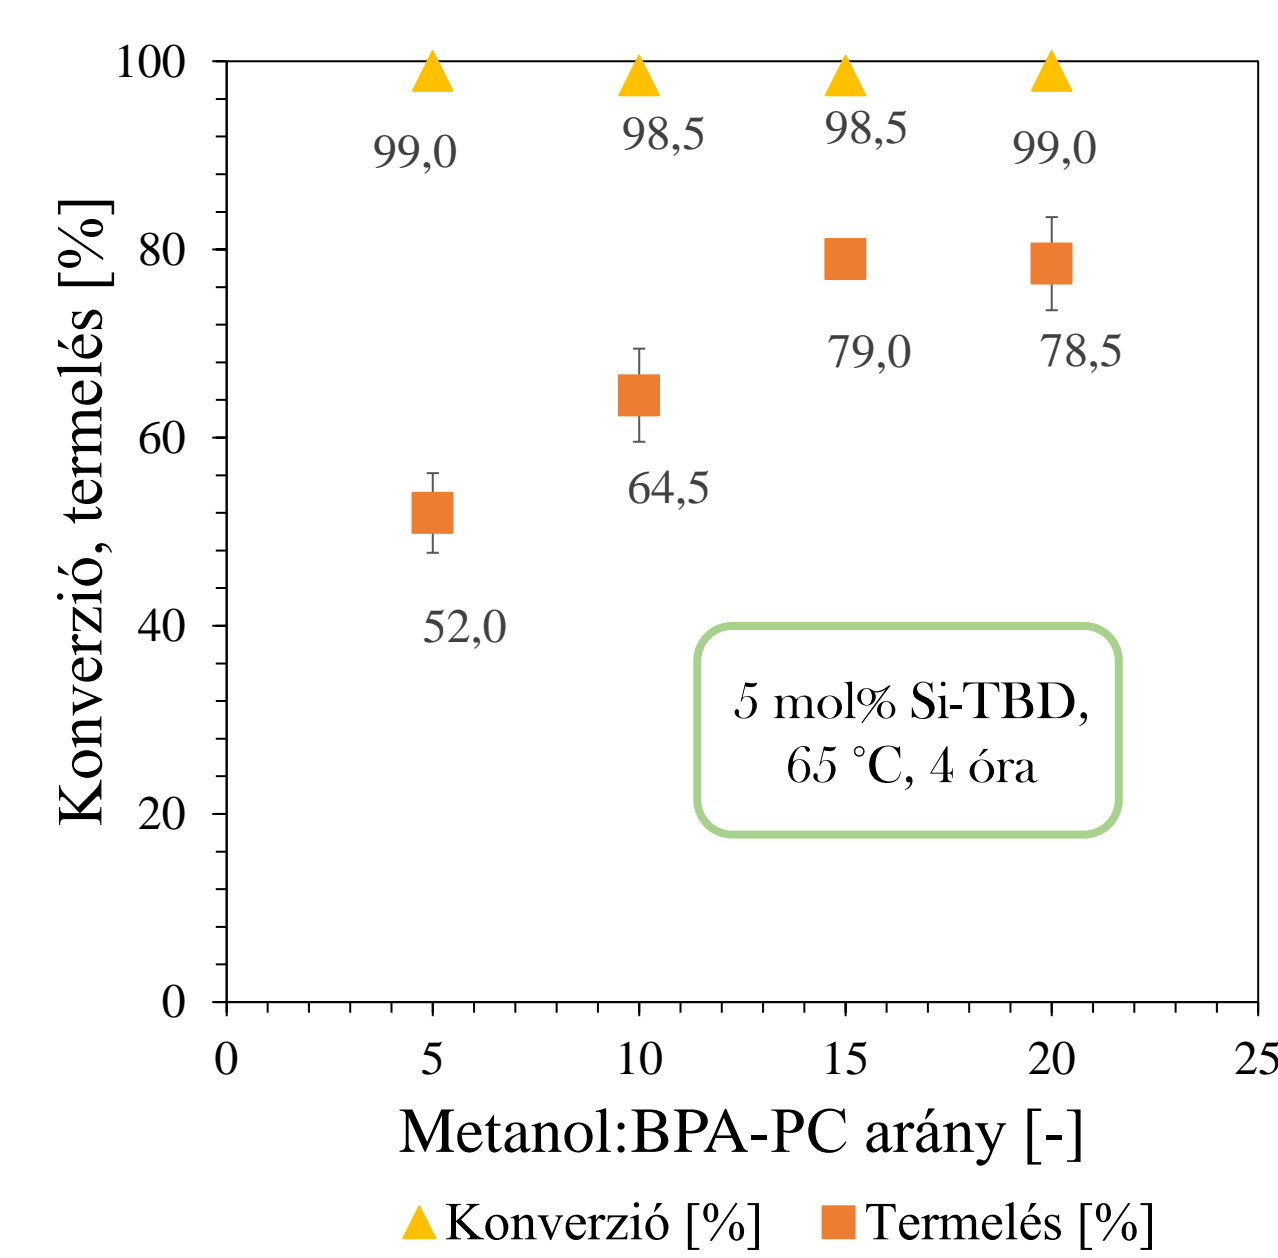 100
80
60
40
20
0
Konverzió, termelés [%]
99,0
98,5
98,5
99,0
52,0
64,5
79,0
78,5
5 mol% Si-TBD,
65 °C, 4 óra
0 5 10 15 20 25
Metanol:BPA-PC arány [-]
Konverzió [%] Termelés [%]